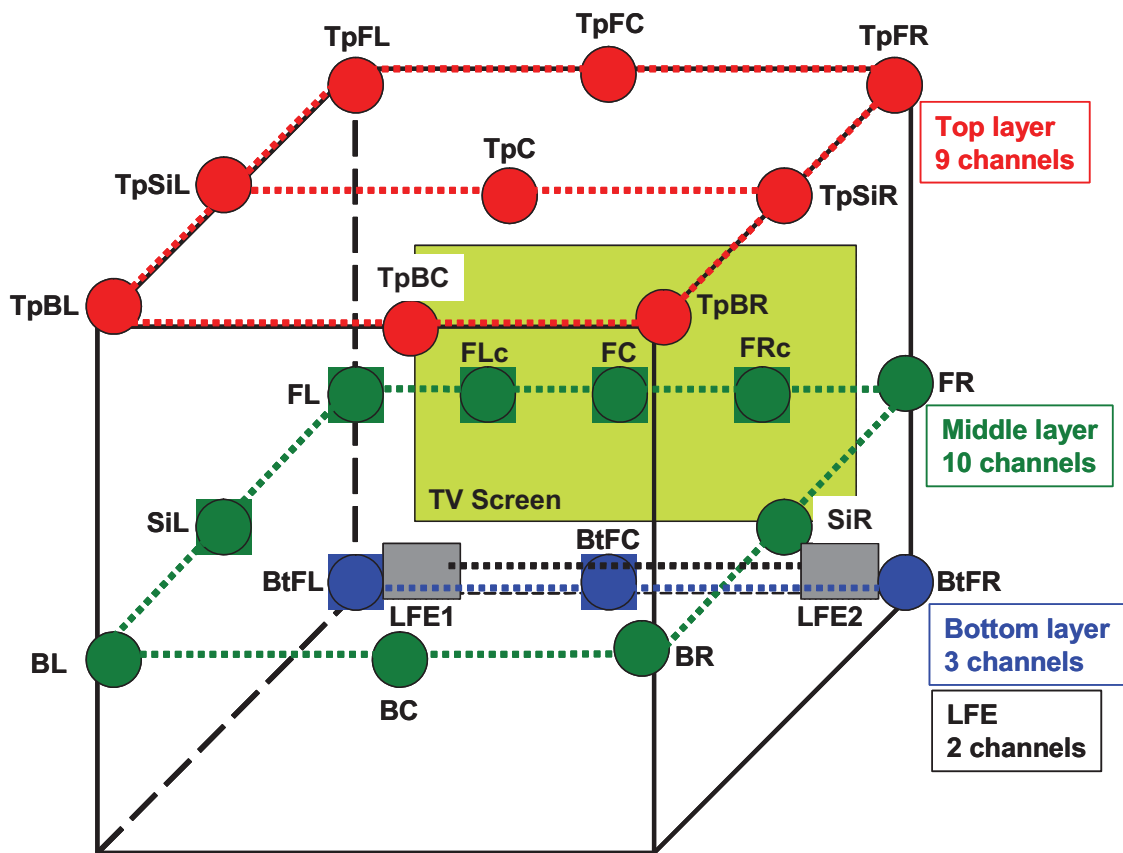 TpFL
TpFC
TpFR
Top layer
9 channels
TpC
TpSiL
TpSiR
TpBC
TpBL
TpBR
FLc
FC
FRc
FL
FR
Middle layer
10 channels
TV Screen
SiL
SiR
BtFC
BtFL
BtFR
LFE1
LFE2
Bottom layer
3 channels
BL
BR
BC
LFE
2 channels